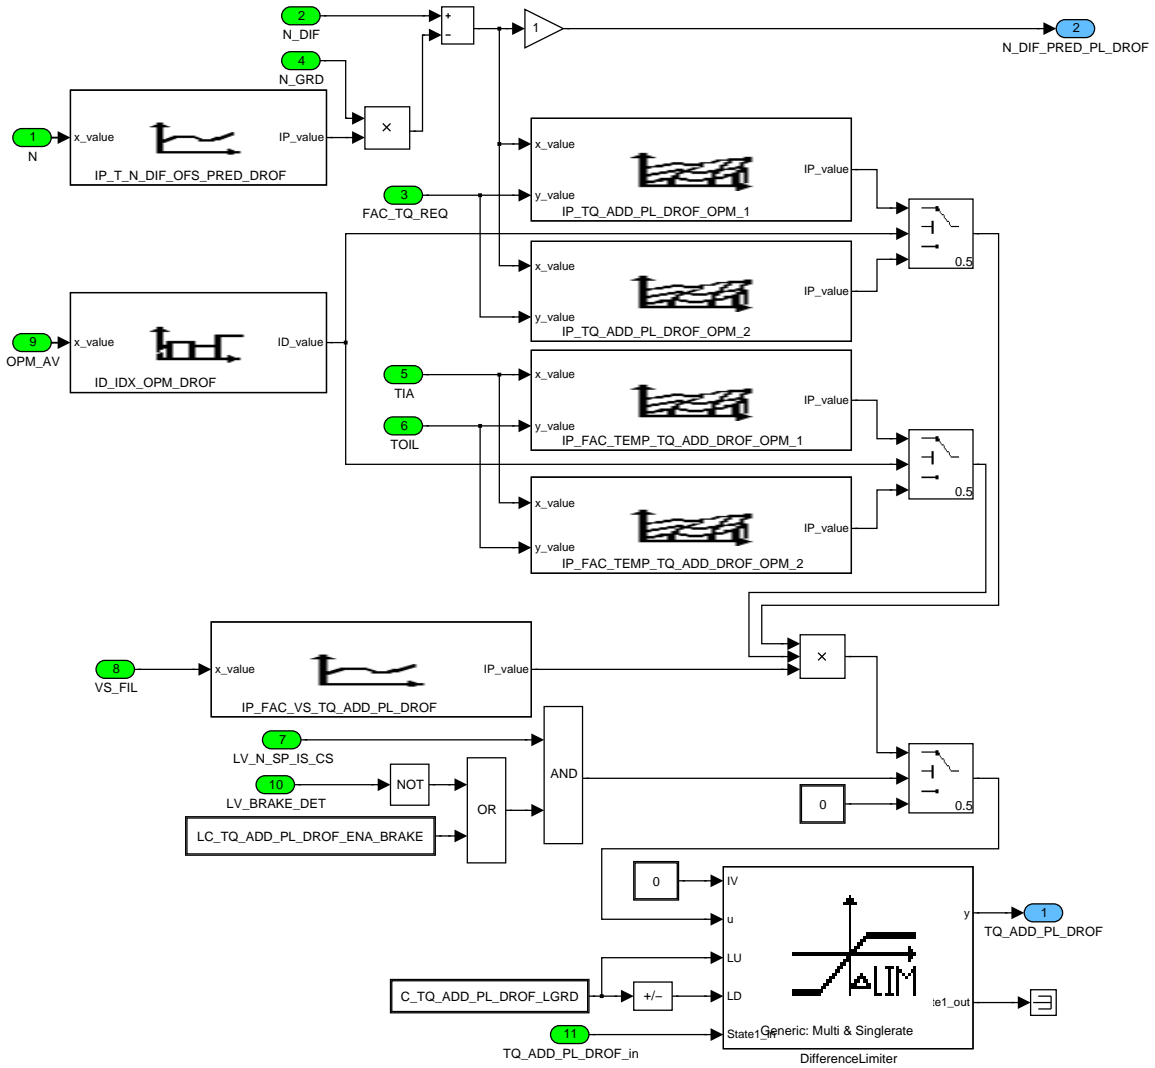 2
N_DIF
+
−
1
2
N_DIF_PRED_PL_DROF
4
N_GRD
×
1
N
x_value
IP_value
IP_T_N_DIF_OFS_PRED_DROF
x_value
IP_value
y_value
IP_TQ_ADD_PL_DROF_OPM_1
3
FAC_TQ_REQ
0.5
x_value
IP_value
y_value
IP_TQ_ADD_PL_DROF_OPM_2
9
OPM_AV
x_value
ID_value
ID_IDX_OPM_DROF
5
TIA
x_value
IP_value
6
TOIL
y_value
IP_FAC_TEMP_TQ_ADD_DROF_OPM_1
0.5
x_value
IP_value
y_value
IP_FAC_TEMP_TQ_ADD_DROF_OPM_2
8
VS_FIL
x_value
IP_value
IP_FAC_VS_TQ_ADD_PL_DROF
×
7
LV_N_SP_IS_CS
AND
10
LV_BRAKE_DET
NOT
OR
LC_TQ_ADD_PL_DROF_ENA_BRAKE
0
0.5
0
IV
u
LU
LD
State1_in
y
te1_out
ΔLIM
Generic: Multi & Singlerate
DifferenceLimiter
1
TQ_ADD_PL_DROF
C_TQ_ADD_PL_DROF_LGRD
+/−
11
TQ_ADD_PL_DROF_in